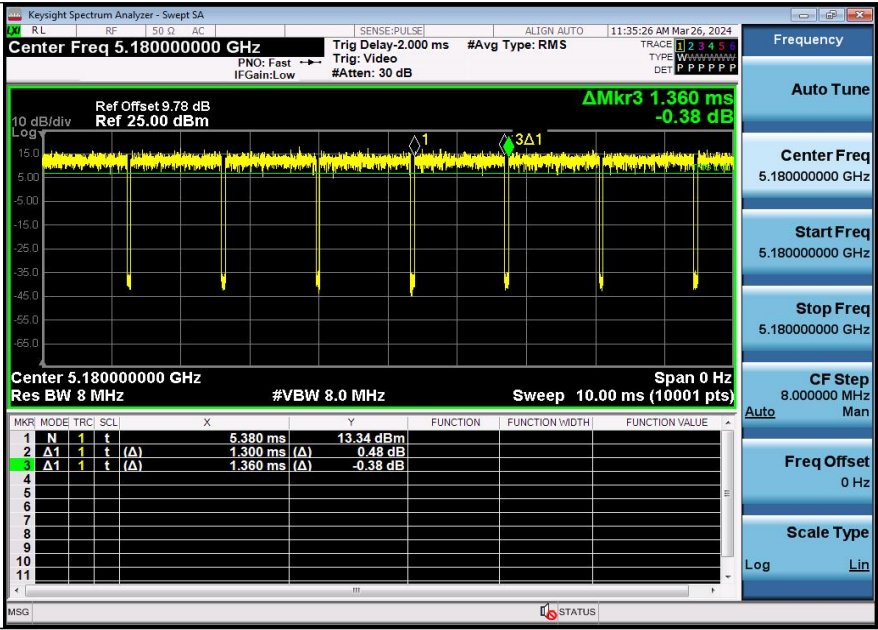 Keysight Spectrum Analyzer - Swept SA
LXI RL RF 50 Ω AC SENSE:PULSE ALIGN AUTO 11:35:26 AM Mar 26, 2024
Center Freq 5.180000000 GHz
PNO: Fast
IFGain:Low
Trig Delay-2.000 ms
Trig: Video
#Atten: 30 dB
#Avg Type: RMS
TRACE 1 2 3 4 5 6
TYPE WWWWWW
DET P P P P P P
Frequency
Auto Tune
Center Freq
5.180000000 GHz
Start Freq
5.180000000 GHz
Stop Freq
5.180000000 GHz
CF Step
8.000000 MHz
Auto Man
Freq Offset
0 Hz
Scale Type
Log Lin
ΔMkr3 1.360 ms
-0.38 dB
Ref Offset 9.78 dB
10 dB/div Ref 25.00 dBm
Log
1 3Δ1
15.0
5.00
-5.00
-15.0
-25.0
-35.0
-45.0
-55.0
-65.0
Center 5.180000000 GHz Span 0 Hz
Res BW 8 MHz #VBW 8.0 MHz Sweep 10.00 ms (10001 pts)
MKR MODE TRC SCL X Y FUNCTION FUNCTION WIDTH FUNCTION VALUE
1 N 1 t 5.380 ms 13.34 dBm
2 Δ1 1 t (Δ) 1.300 ms (Δ) 0.48 dB
3 Δ1 1 t (Δ) 1.360 ms (Δ) -0.38 dB
4
5
6
7
8
9
10
11
MSG STATUS